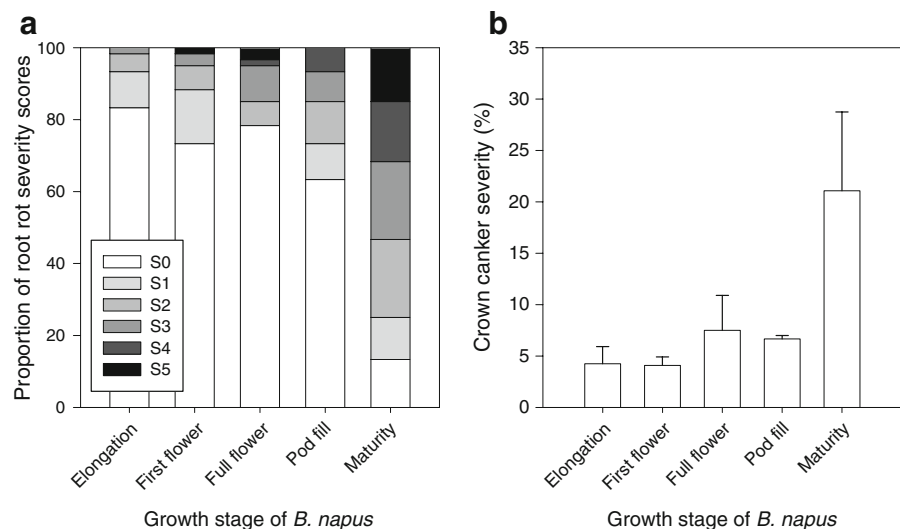 a
Proportion of root rot severity scores
100
80
60
40
20
0
S0
S1
S2
S3
S4
S5
Elongation
First flower
Full flower
Pod fill
Maturity
Growth stage of B. napus
b
Crown canker severity (%)
35
30
25
20
15
10
5
0
Elongation
First flower
Full flower
Pod fill
Maturity
Growth stage of B. napus